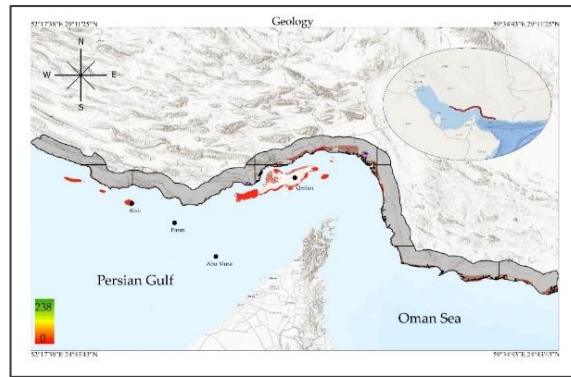 Geology
52°17'38"E 29°11'25"N
59°34'43"E 29°11'25"N
N
W
E
S
Qeshm
Kish
Farur
Abu Musa
Persian Gulf
Oman Sea
238
0
52°17'38"E 24°43'43"N
59°34'43"E 24°43'43"N